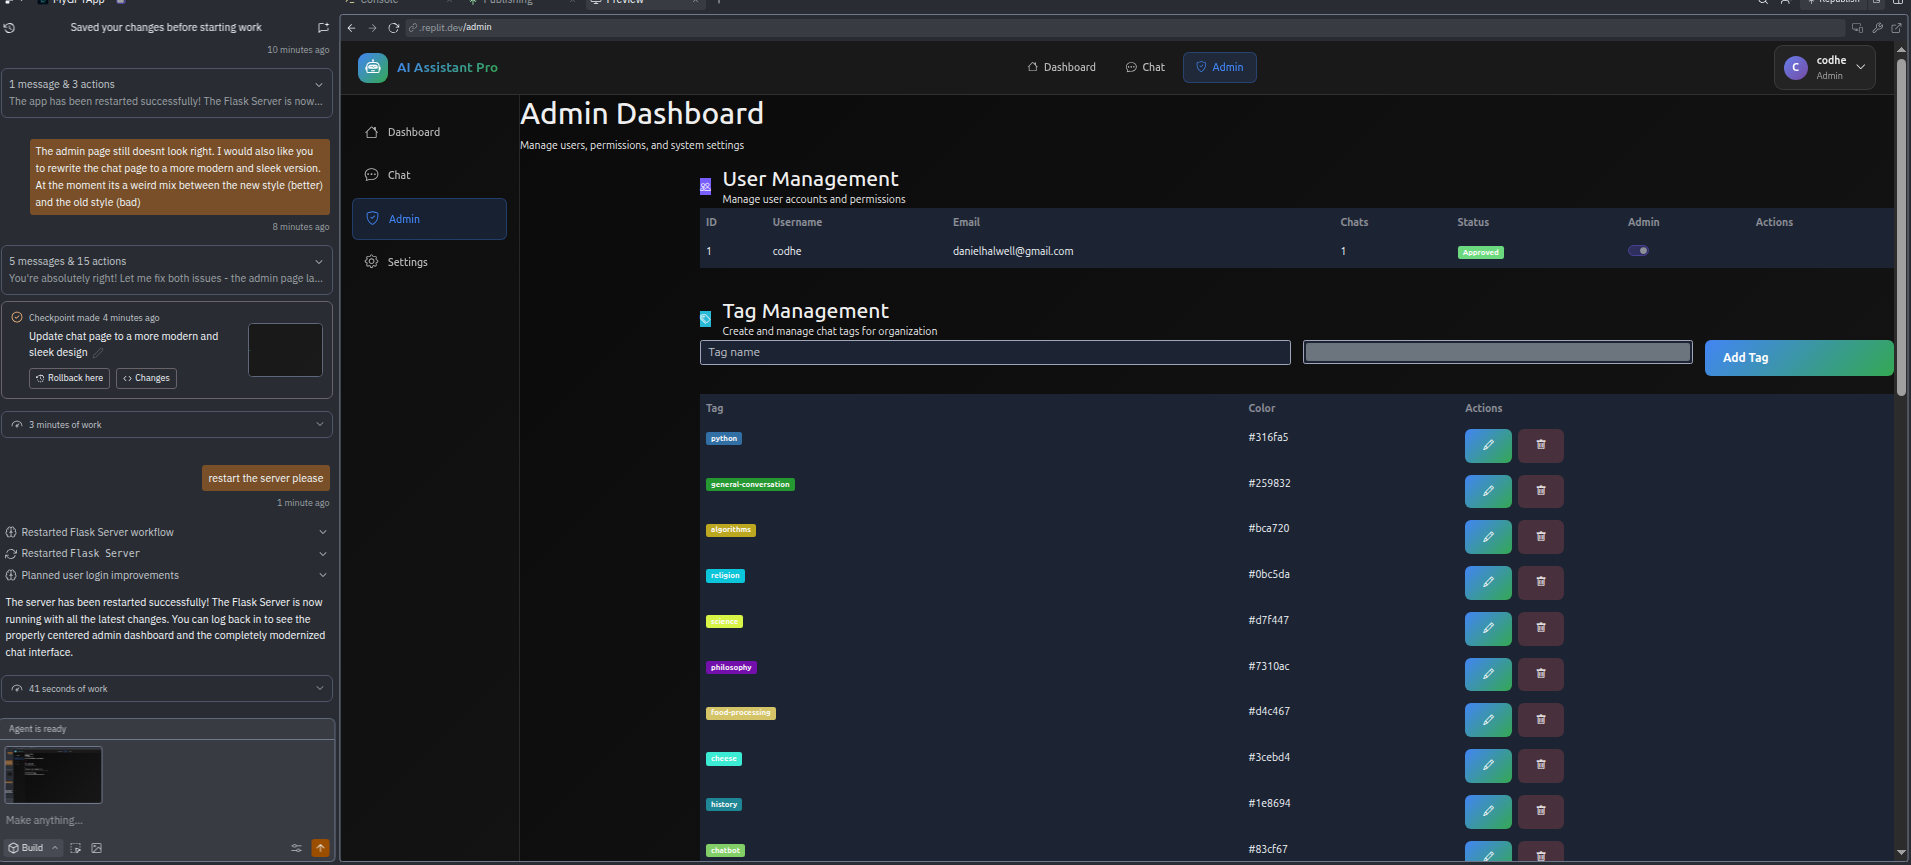 MyGPTApp
Console
Publishing
Preview
Republish
Saved your changes before starting work
10 minutes ago
1 message & 3 actions
The app has been restarted successfully! The Flask Server is now...
The admin page still doesnt look right. I would also like you
to rewrite the chat page to a more modern and sleek version.
At the moment its a weird mix between the new style (better)
and the old style (bad)
8 minutes ago
5 messages & 15 actions
You're absolutely right! Let me fix both issues - the admin page la...
Checkpoint made 4 minutes ago
Update chat page to a more modern and
sleek design
Rollback here
Changes
3 minutes of work
restart the server please
1 minute ago
Restarted Flask Server workflow
Restarted Flask Server
Planned user login improvements
The server has been restarted successfully! The Flask Server is now
running with all the latest changes. You can log back in to see the
properly centered admin dashboard and the completely modernized
chat interface.
41 seconds of work
Agent is ready
Make anything...
Build
.replit.dev/admin
AI Assistant Pro
Dashboard
Chat
Admin
C
codhe
Admin
Dashboard
Chat
Admin
Settings
Admin Dashboard
Manage users, permissions, and system settings
User Management
Manage user accounts and permissions
ID Username Email Chats Status Admin Actions
1 codhe danielhalwell@gmail.com 1 Approved
Tag Management
Create and manage chat tags for organization
Tag name
Add Tag
Tag Color Actions
python #316fa5
general-conversation #259832
algorithms #bca720
religion #0bc5da
science #d7f447
philosophy #7310ac
food-processing #d4c467
cheese #3cebd4
history #1e8694
chatbot #83cf67